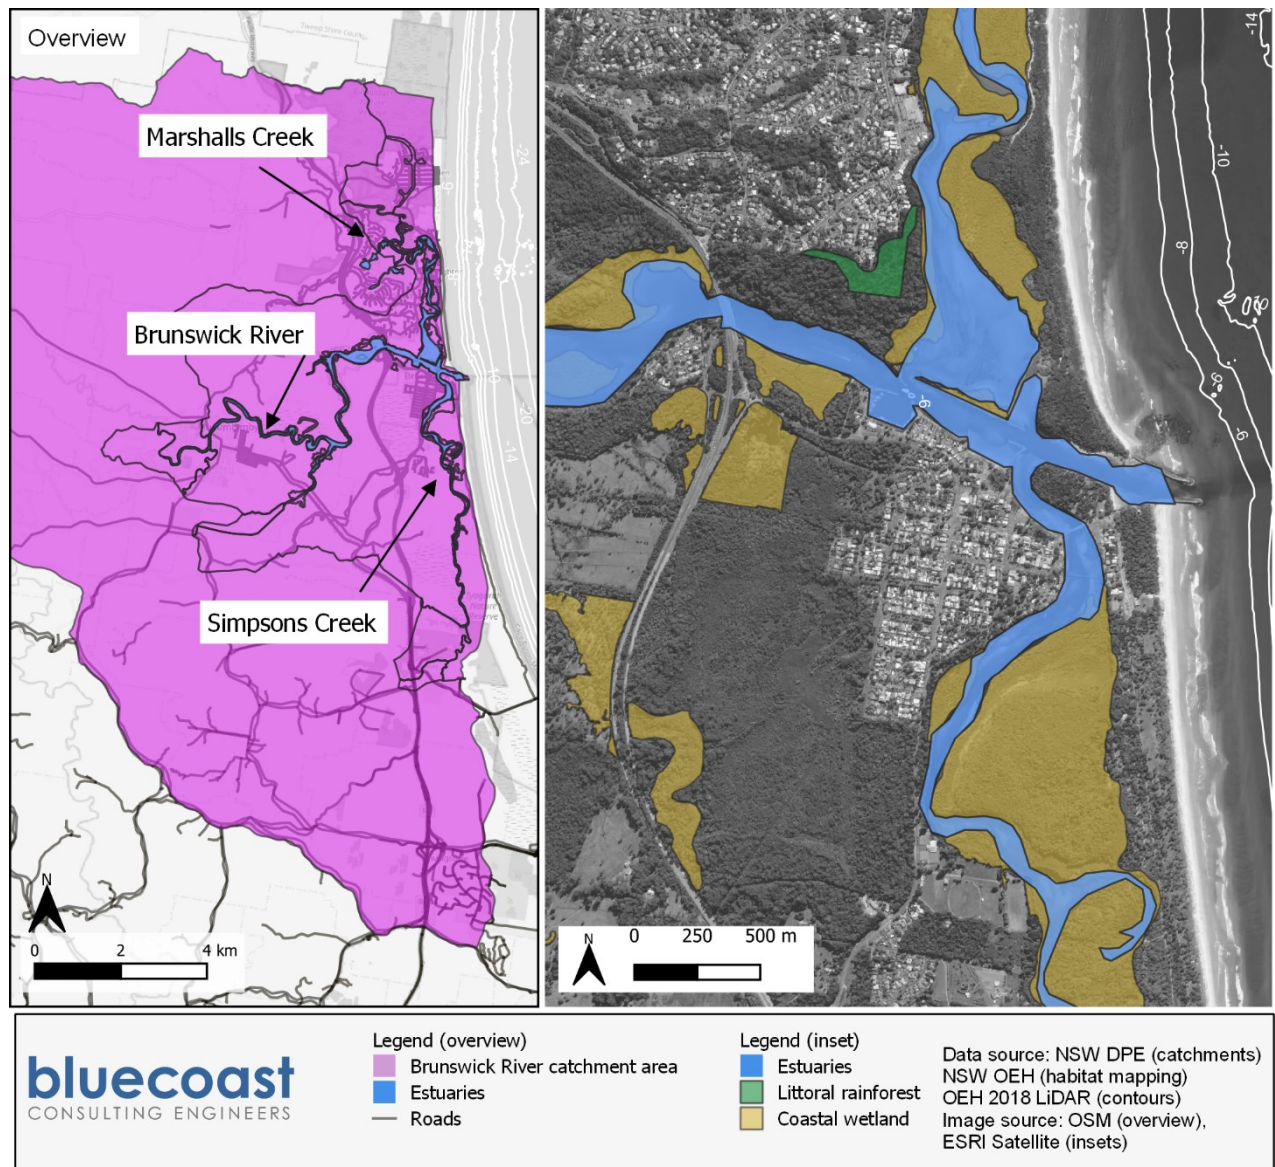 Overview
Marshalls Creek
Brunswick River
Simpsons Creek
-24
-20
-14
N
0 2 4 km
-14
-10
-8
-6
-6
-6
N
0 250 500 m
bluecoast
CONSULTING ENGINEERS
Legend (overview)
Brunswick River catchment area
Estuaries
Roads
Legend (inset)
Estuaries
Littoral rainforest
Coastal wetland
Data source: NSW DPE (catchments)
NSW OEH (habitat mapping)
OEH 2018 LiDAR (contours)
Image source: OSM (overview),
ESRI Satellite (insets)